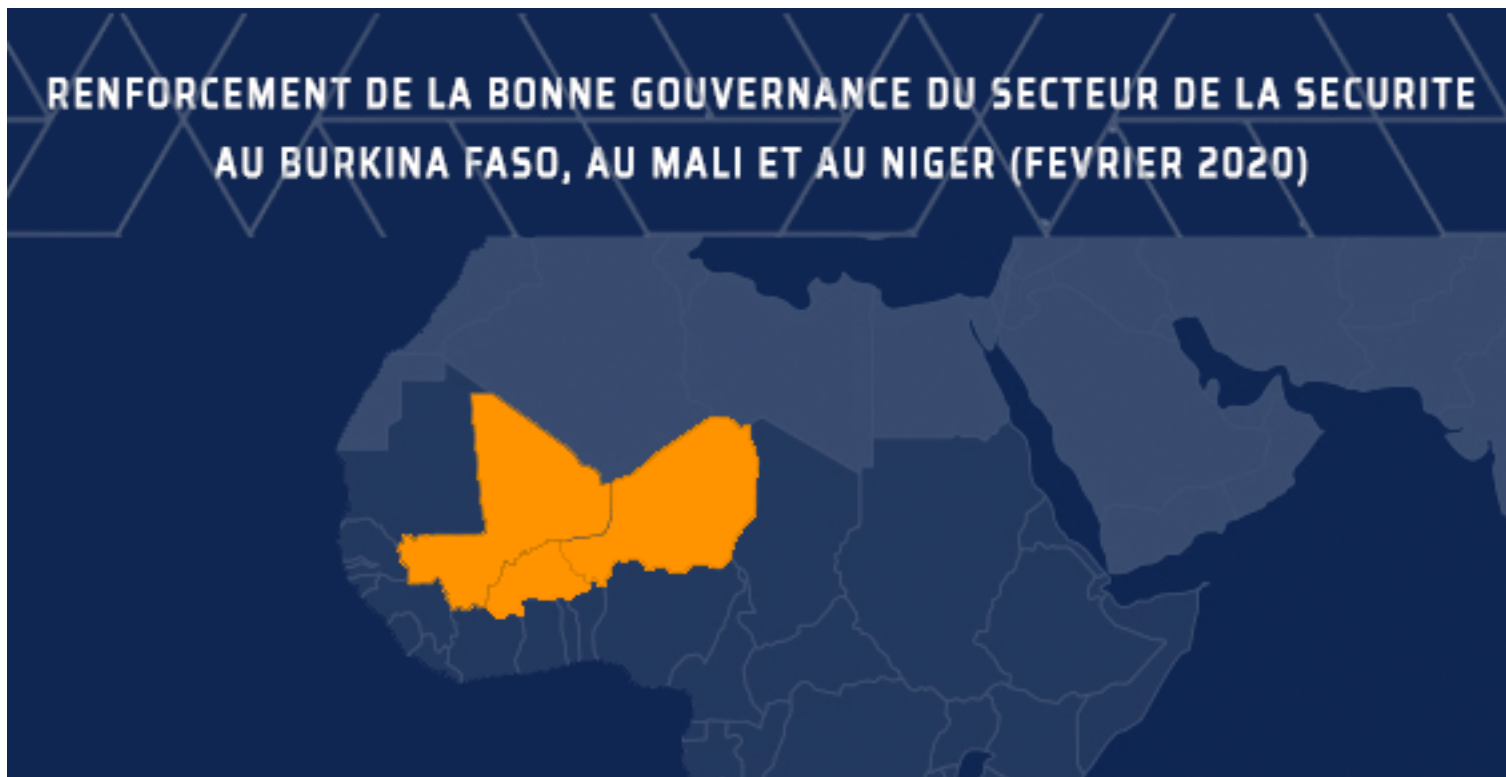 RENFORCEMENT DE LA BONNE GOUVERNANCE DU SECTEUR DE LA SECURITE
AU BURKINA FASO, AU MALI ET AU NIGER (FEVRIER 2020)